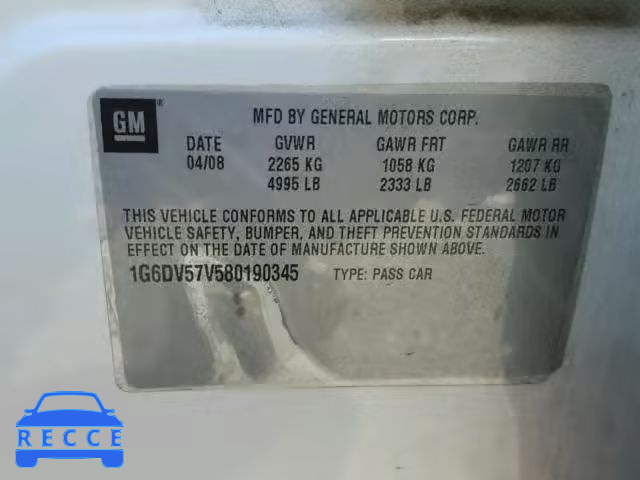 GM®
MFD BY GENERAL MOTORS CORP.
DATE GVWR GAWR FRT GAWR RR
04/08 2265 KG 1058 KG 1207 KG
4995 LB 2333 LB 2662 LB
THIS VEHICLE CONFORMS TO ALL APPLICABLE U.S. FEDERAL MOTOR
VEHICLE SAFETY, BUMPER, AND THEFT PREVENTION STANDARDS IN
EFFECT ON THE DATE OF MANUFACTURE SHOWN ABOVE.
1G6DV57V580190345 TYPE: PASS CAR
RECCE